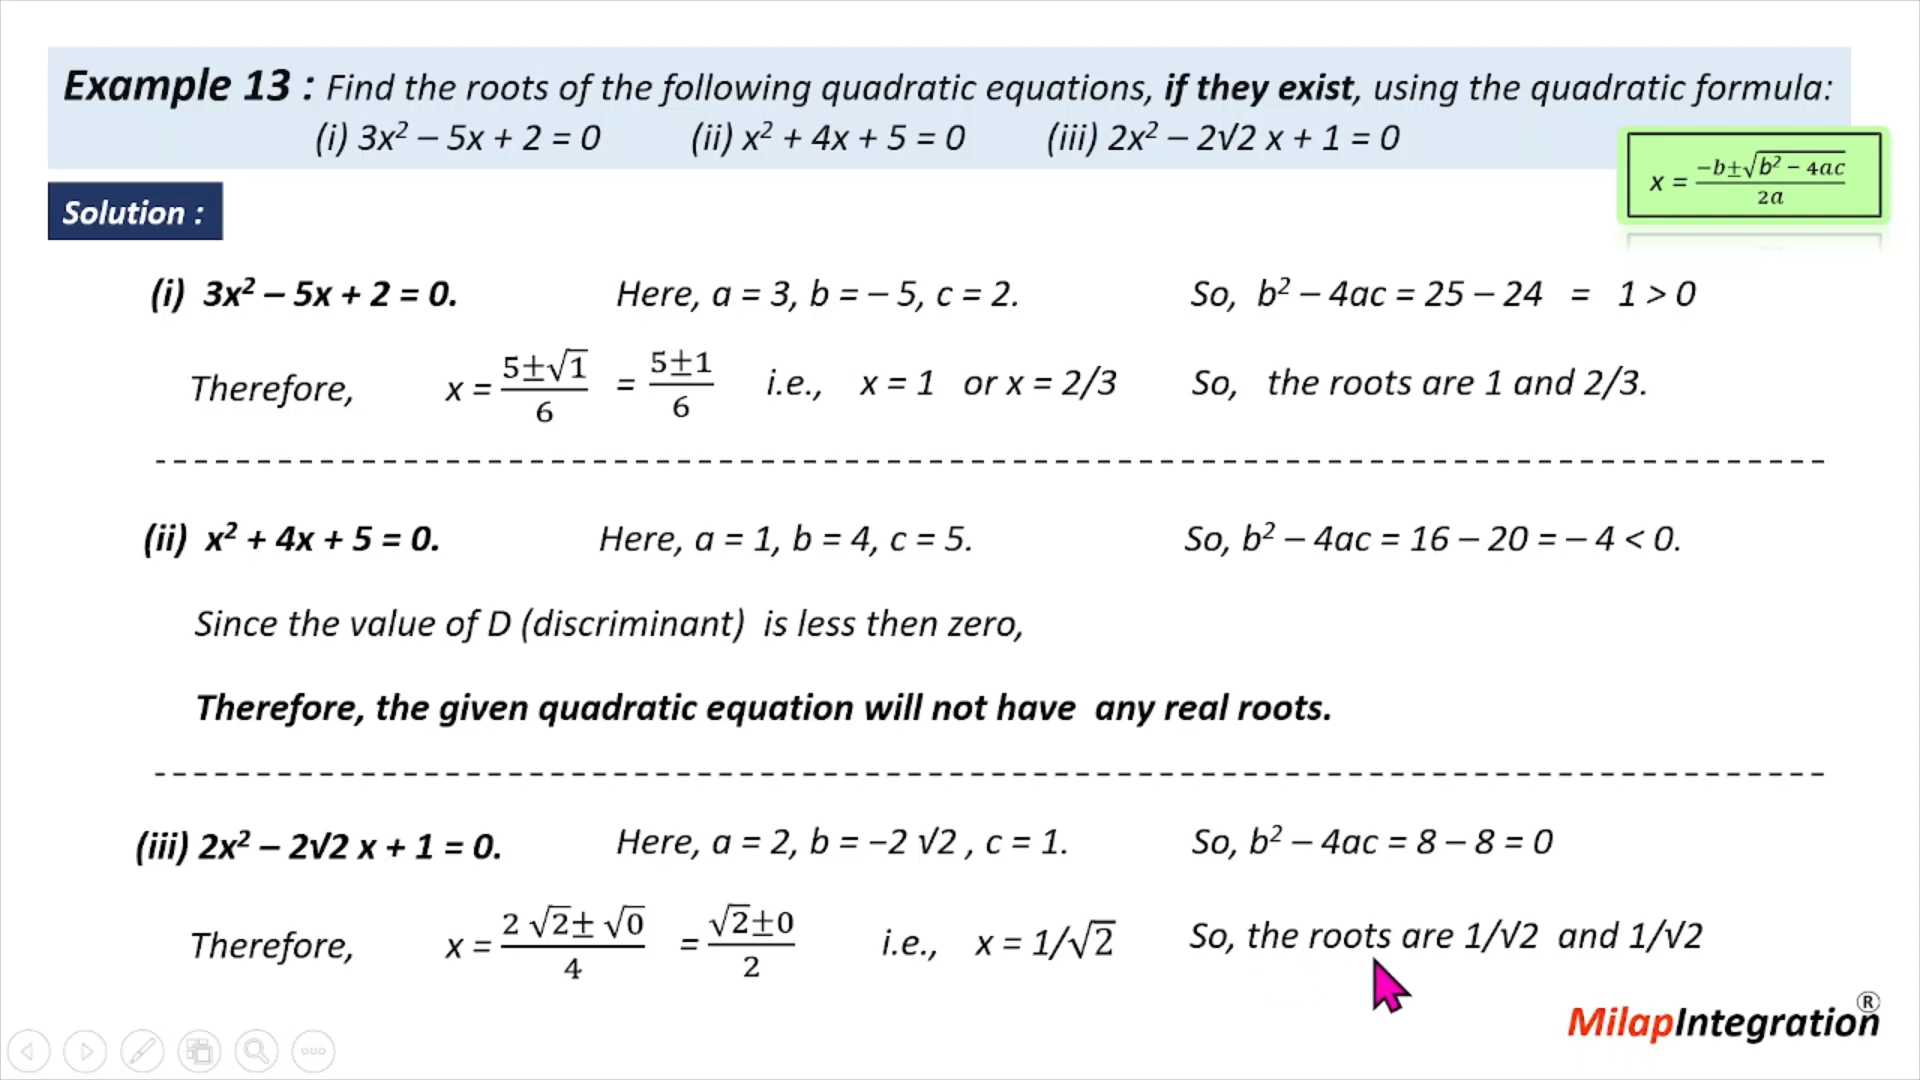 Example 13 : Find the roots of the following quadratic equations, if they exist, using the quadratic formula:
(i) 3x² – 5x + 2 = 0 (ii) x² + 4x + 5 = 0 (iii) 2x² – 2√2 x + 1 = 0
x = (−b±√(b² − 4ac))/(2a)
Solution :
(i) 3x² – 5x + 2 = 0. Here, a = 3, b = – 5, c = 2. So, b² – 4ac = 25 – 24 = 1 > 0
Therefore, x = (5±√1)/6 = (5±1)/6 i.e., x = 1 or x = 2/3 So, the roots are 1 and 2/3.
(ii) x² + 4x + 5 = 0. Here, a = 1, b = 4, c = 5. So, b² – 4ac = 16 – 20 = – 4 < 0.
Since the value of D (discriminant) is less then zero,
Therefore, the given quadratic equation will not have any real roots.
(iii) 2x² – 2√2 x + 1 = 0. Here, a = 2, b = −2 √2 , c = 1. So, b² – 4ac = 8 – 8 = 0
Therefore, x = (2 √2± √0)/4 = (√2±0)/2 i.e., x = 1/√2 So, the roots are 1/√2 and 1/√2
MilapIntegration®